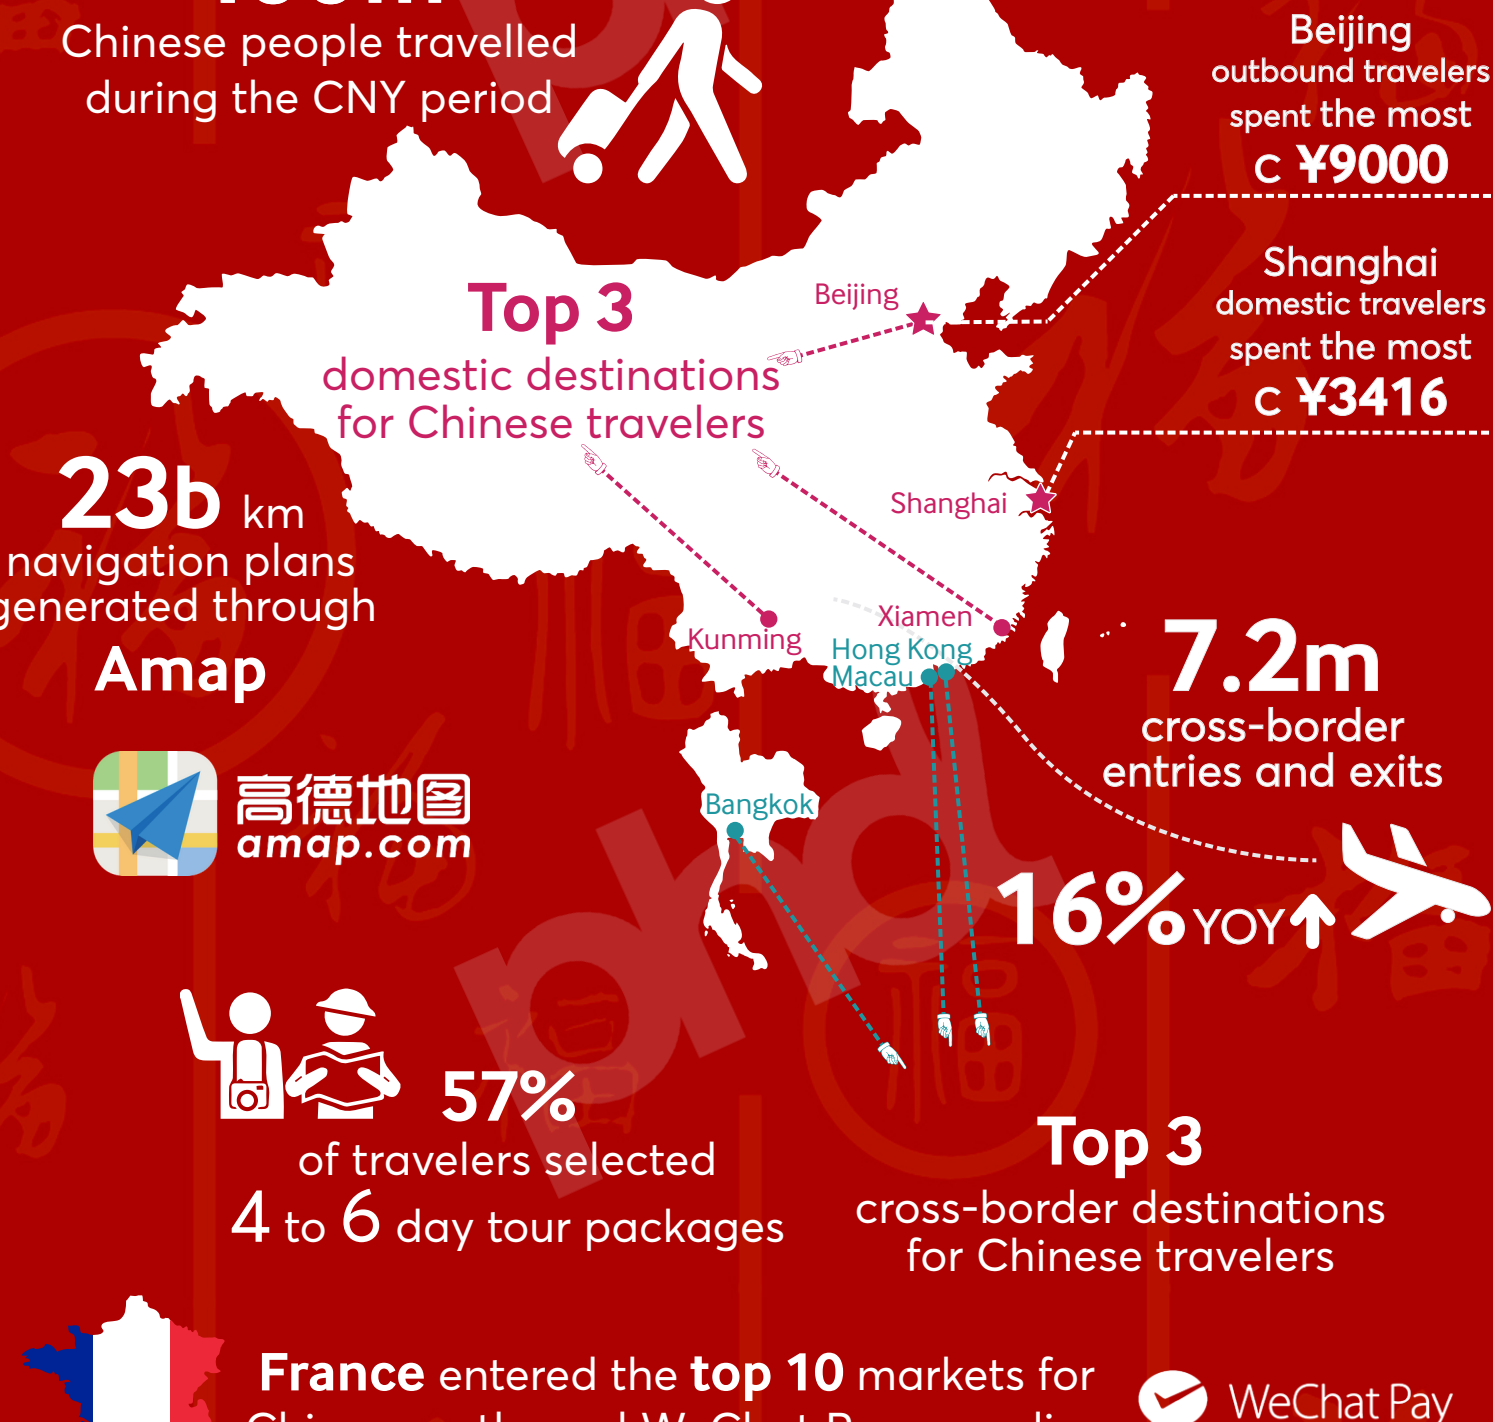 Chinese people travelled
during the CNY period
Beijing
outbound travelers
spent the most
c ¥9000
Shanghai
domestic travelers
spent the most
c ¥3416
Top 3
domestic destinations
for Chinese travelers
Beijing
Shanghai
Xiamen
Kunming
Hong Kong
Macau
Bangkok
23b km
navigation plans
generated through
Amap
高德地图
amap.com
7.2m
cross-border
entries and exits
16% YOY
57%
of travelers selected
4 to 6 day tour packages
Top 3
cross-border destinations
for Chinese travelers
France entered the top 10 markets for
WeChat Pay
phd
福